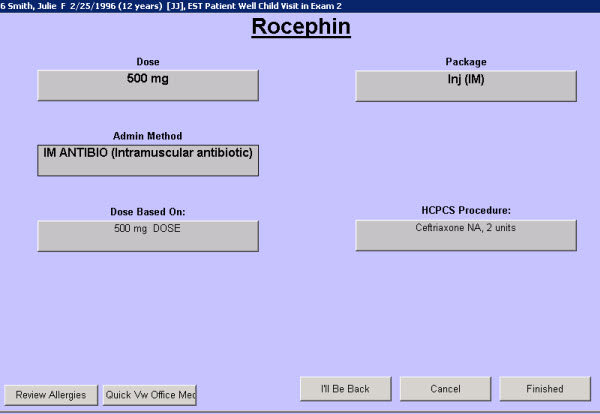 6 Smith, Julie F 2/25/1996 (12 years) [JJ], EST Patient Well Child Visit in Exam 2
Rocephin
Dose
500 mg
Package
Inj (IM)
Admin Method
IM ANTIBIO (Intramuscular antibiotic)
Dose Based On:
500 mg DOSE
HCPCS Procedure:
Ceftriaxone NA, 2 units
Review Allergies
Quick Vw Office Med
I'll Be Back
Cancel
Finished